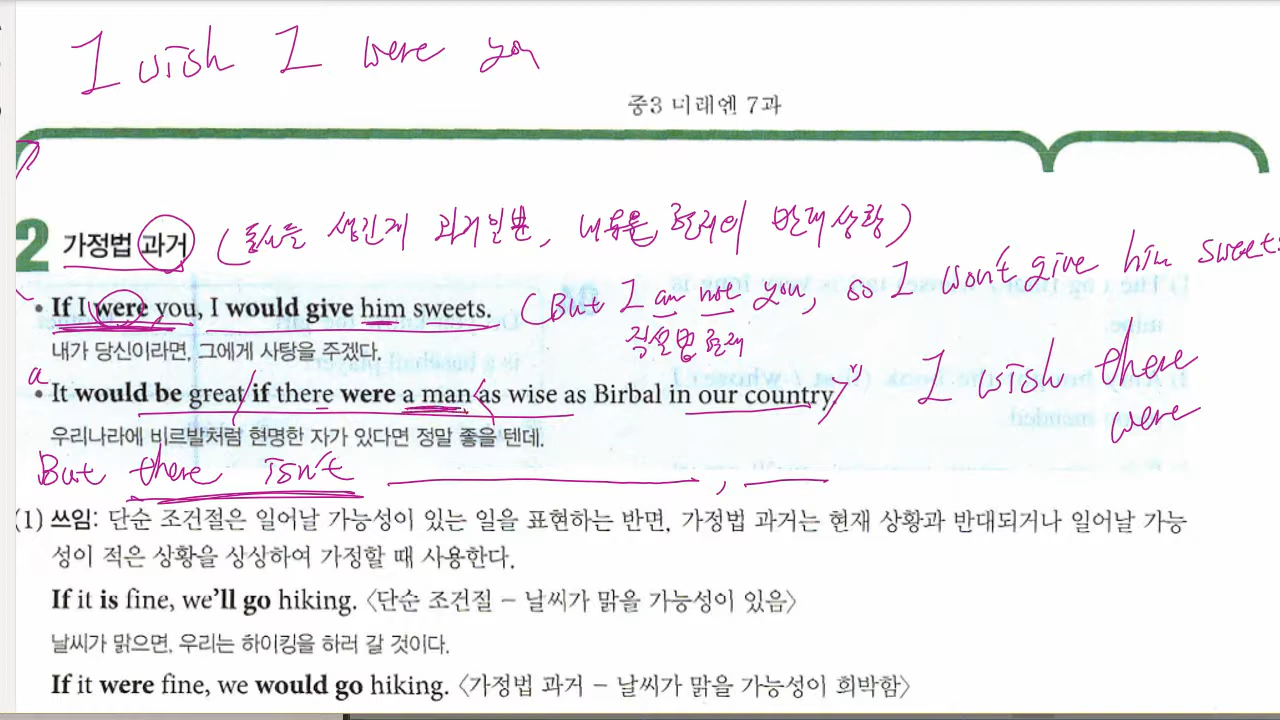 I wish I were you
중3 미래엔 7과
2 가정법 과거 (동사는 생긴게 과거일뿐, 내용은 현재의 반대상황)
• If I were you, I would give him sweets. (But I am not you, so I won't give him sweets
내가 당신이라면, 그에게 사탕을 주겠다.
직설법 현재
• It would be great if there were a man as wise as Birbal in our country.
I wish there were
우리나라에 비르발처럼 현명한 자가 있다면 정말 좋을 텐데.
But there isn't ,
(1) 쓰임: 단순 조건절은 일어날 가능성이 있는 일을 표현하는 반면, 가정법 과거는 현재 상황과 반대되거나 일어날 가능
성이 적은 상황을 상상하여 가정할 때 사용한다.
If it is fine, we'll go hiking. 〈단순 조건절 – 날씨가 맑을 가능성이 있음〉
날씨가 맑으면, 우리는 하이킹을 하러 갈 것이다.
If it were fine, we would go hiking. 〈가정법 과거 – 날씨가 맑을 가능성이 희박함〉